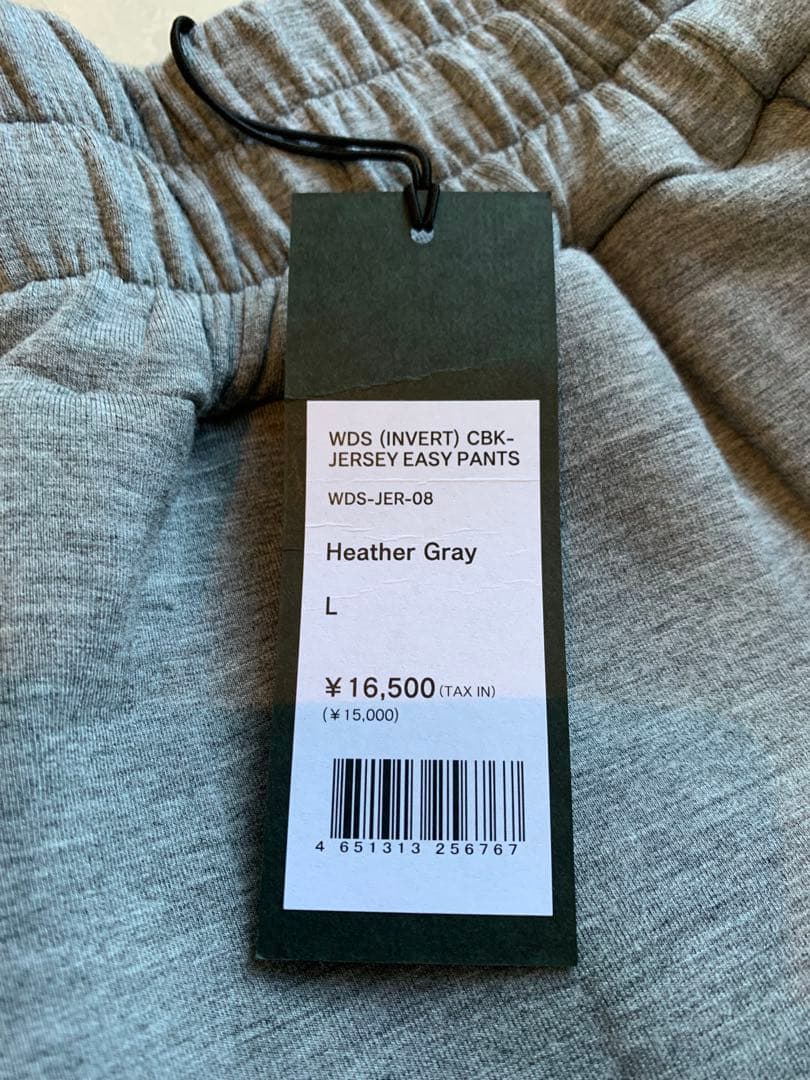 WDS (INVERT) CBK-
JERSEY EASY PANTS
WDS-JER-08
Heather Gray
L
¥16,500 (TAX IN)
(¥15,000)
4 651313 256767